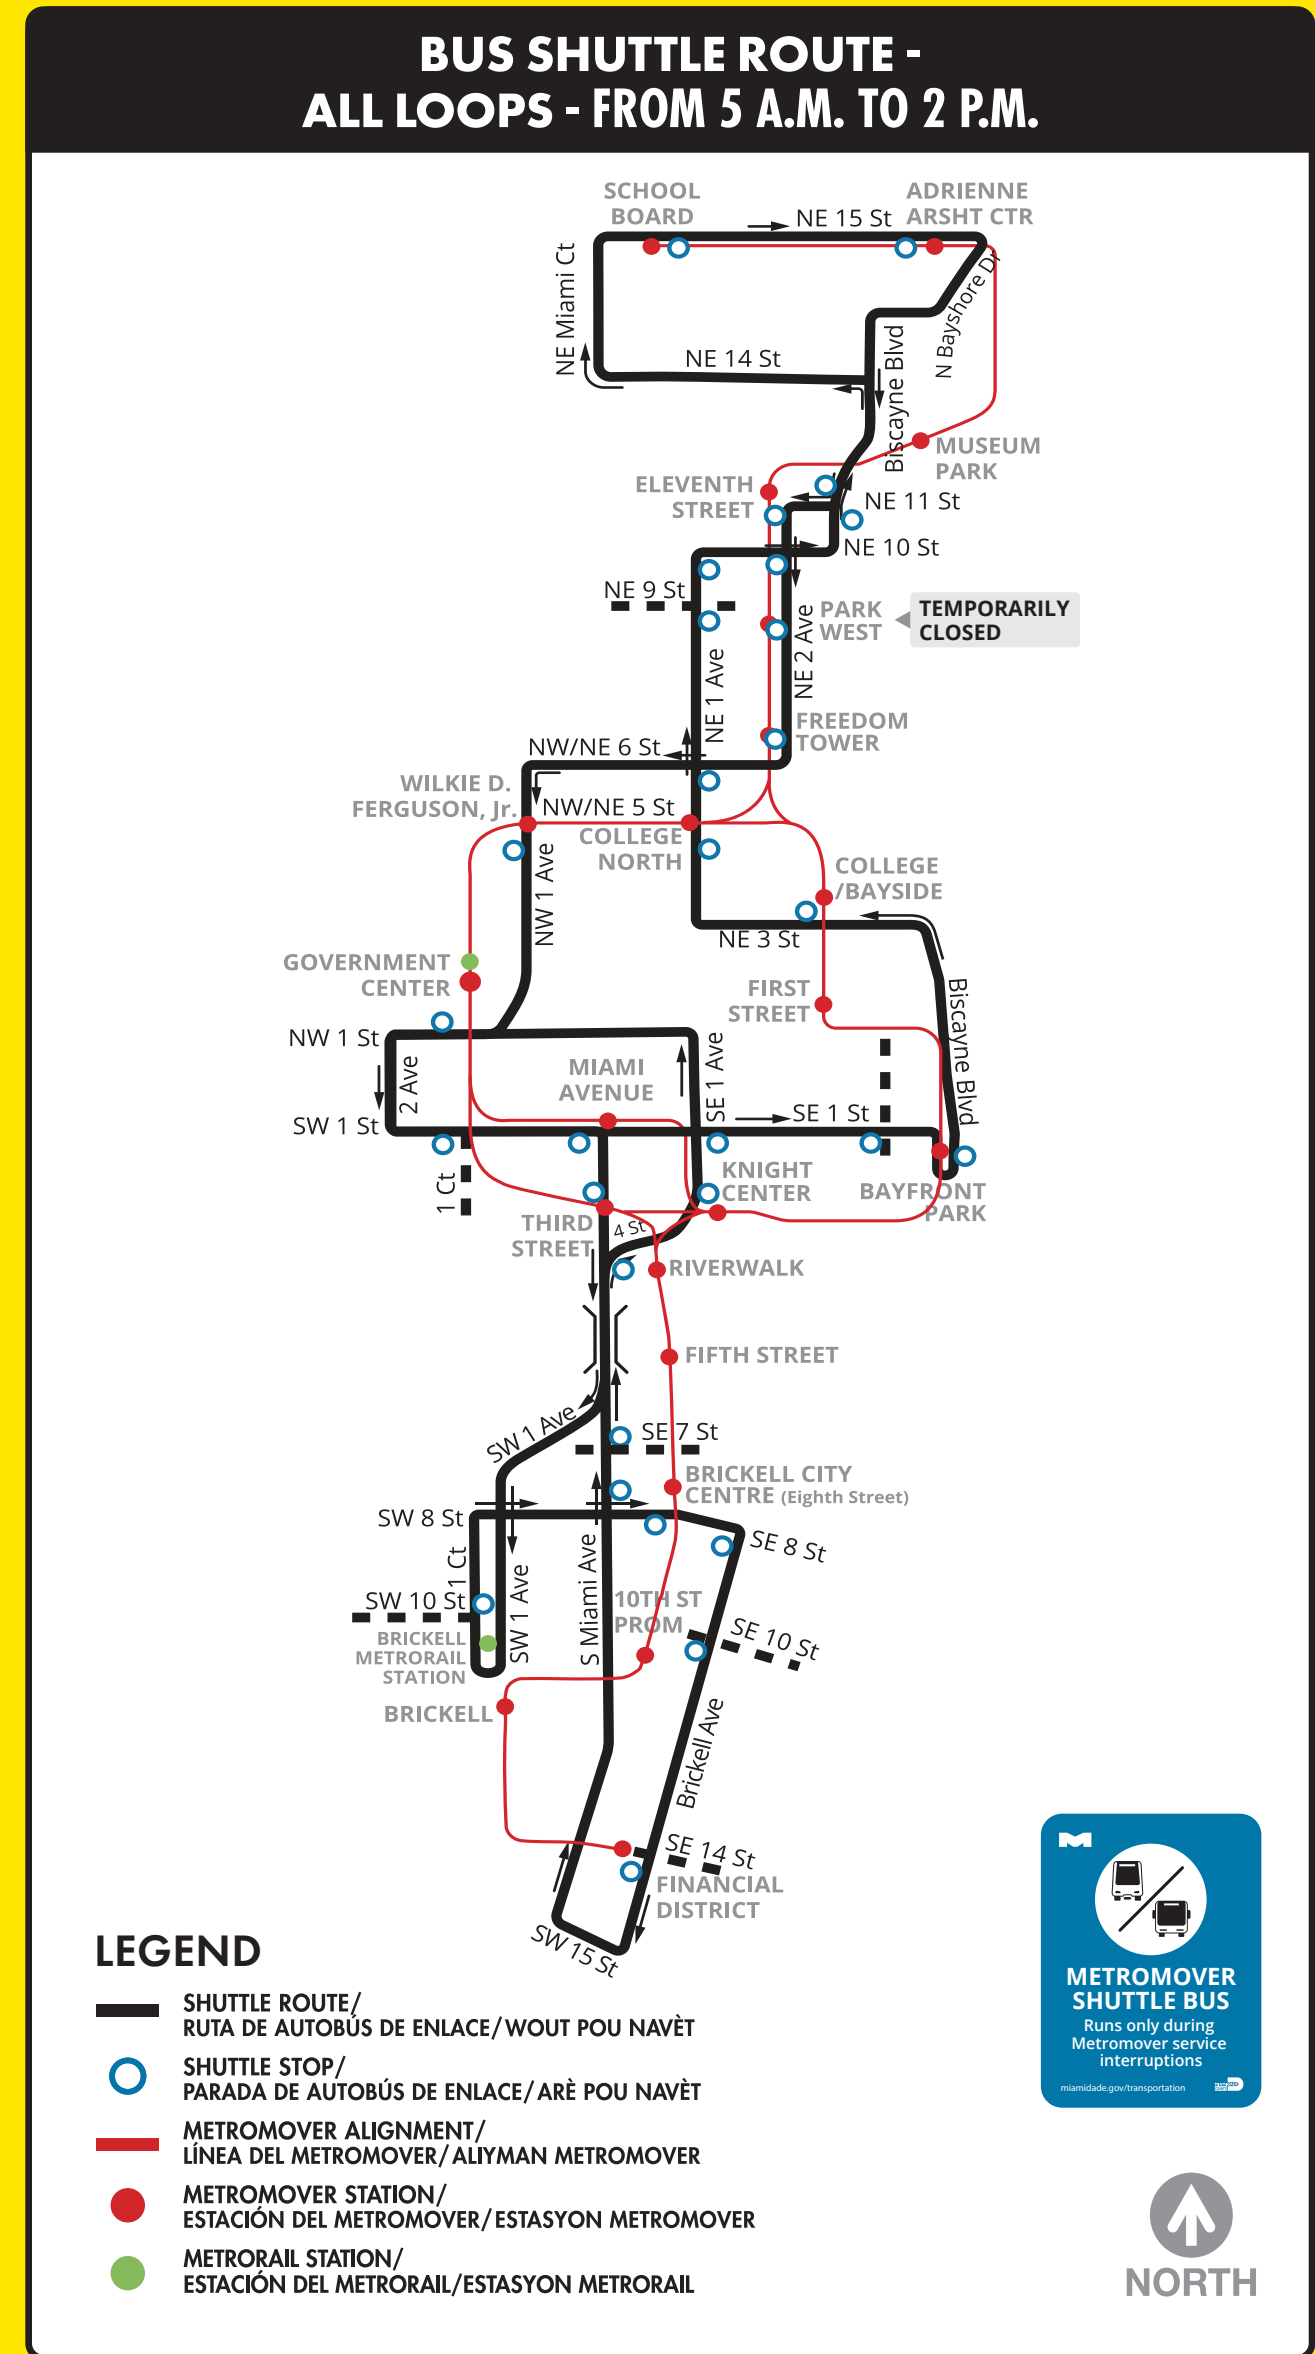 BUS SHUTTLE ROUTE -
ALL LOOPS - FROM 5 A.M. TO 2 P.M.
SCHOOL
BOARD
NE 15 St
ADRIENNE
ARSHT CTR
NE Miami Ct
N Bayshore Dr
NE 14 St
Biscayne Blvd
MUSEUM
PARK
ELEVENTH
STREET
NE 11 St
NE 10 St
NE 9 St
PARK
WEST
TEMPORARILY
CLOSED
NE 2 Ave
NE 1 Ave
FREEDOM
TOWER
NW/NE 6 St
WILKIE D.
FERGUSON, Jr.
NW/NE 5 St
COLLEGE
NORTH
NW 1 Ave
COLLEGE
/BAYSIDE
NE 3 St
GOVERNMENT
CENTER
FIRST
STREET
Biscayne Blvd
NW 1 St
2 Ave
MIAMI
AVENUE
SE 1 Ave
SE 1 St
SW 1 St
1 Ct
KNIGHT
CENTER
BAYFRONT
PARK
THIRD
STREET
4 St
RIVERWALK
FIFTH STREET
SW 1 Ave
SE 7 St
BRICKELL CITY
CENTRE (Eighth Street)
SW 8 St
SE 8 St
1 Ct
SW 1 Ave
S Miami Ave
SW 10 St
10TH ST
PROM
SE 10 St
BRICKELL
METRORAIL
STATION
BRICKELL
Brickell Ave
SE 14 St
FINANCIAL
DISTRICT
SW 15 St
LEGEND
SHUTTLE ROUTE/
RUTA DE AUTOBÚS DE ENLACE/WOUT POU NAVÈT
SHUTTLE STOP/
PARADA DE AUTOBÚS DE ENLACE/ARÈ POU NAVÈT
METROMOVER ALIGNMENT/
LÍNEA DEL METROMOVER/ALIYMAN METROMOVER
METROMOVER STATION/
ESTACIÓN DEL METROMOVER/ESTASYON METROMOVER
METRORAIL STATION/
ESTACIÓN DEL METRORAIL/ESTASYON METRORAIL
METROMOVER
SHUTTLE BUS
Runs only during
Metromover service
interruptions
miamidade.gov/transportation
NORTH